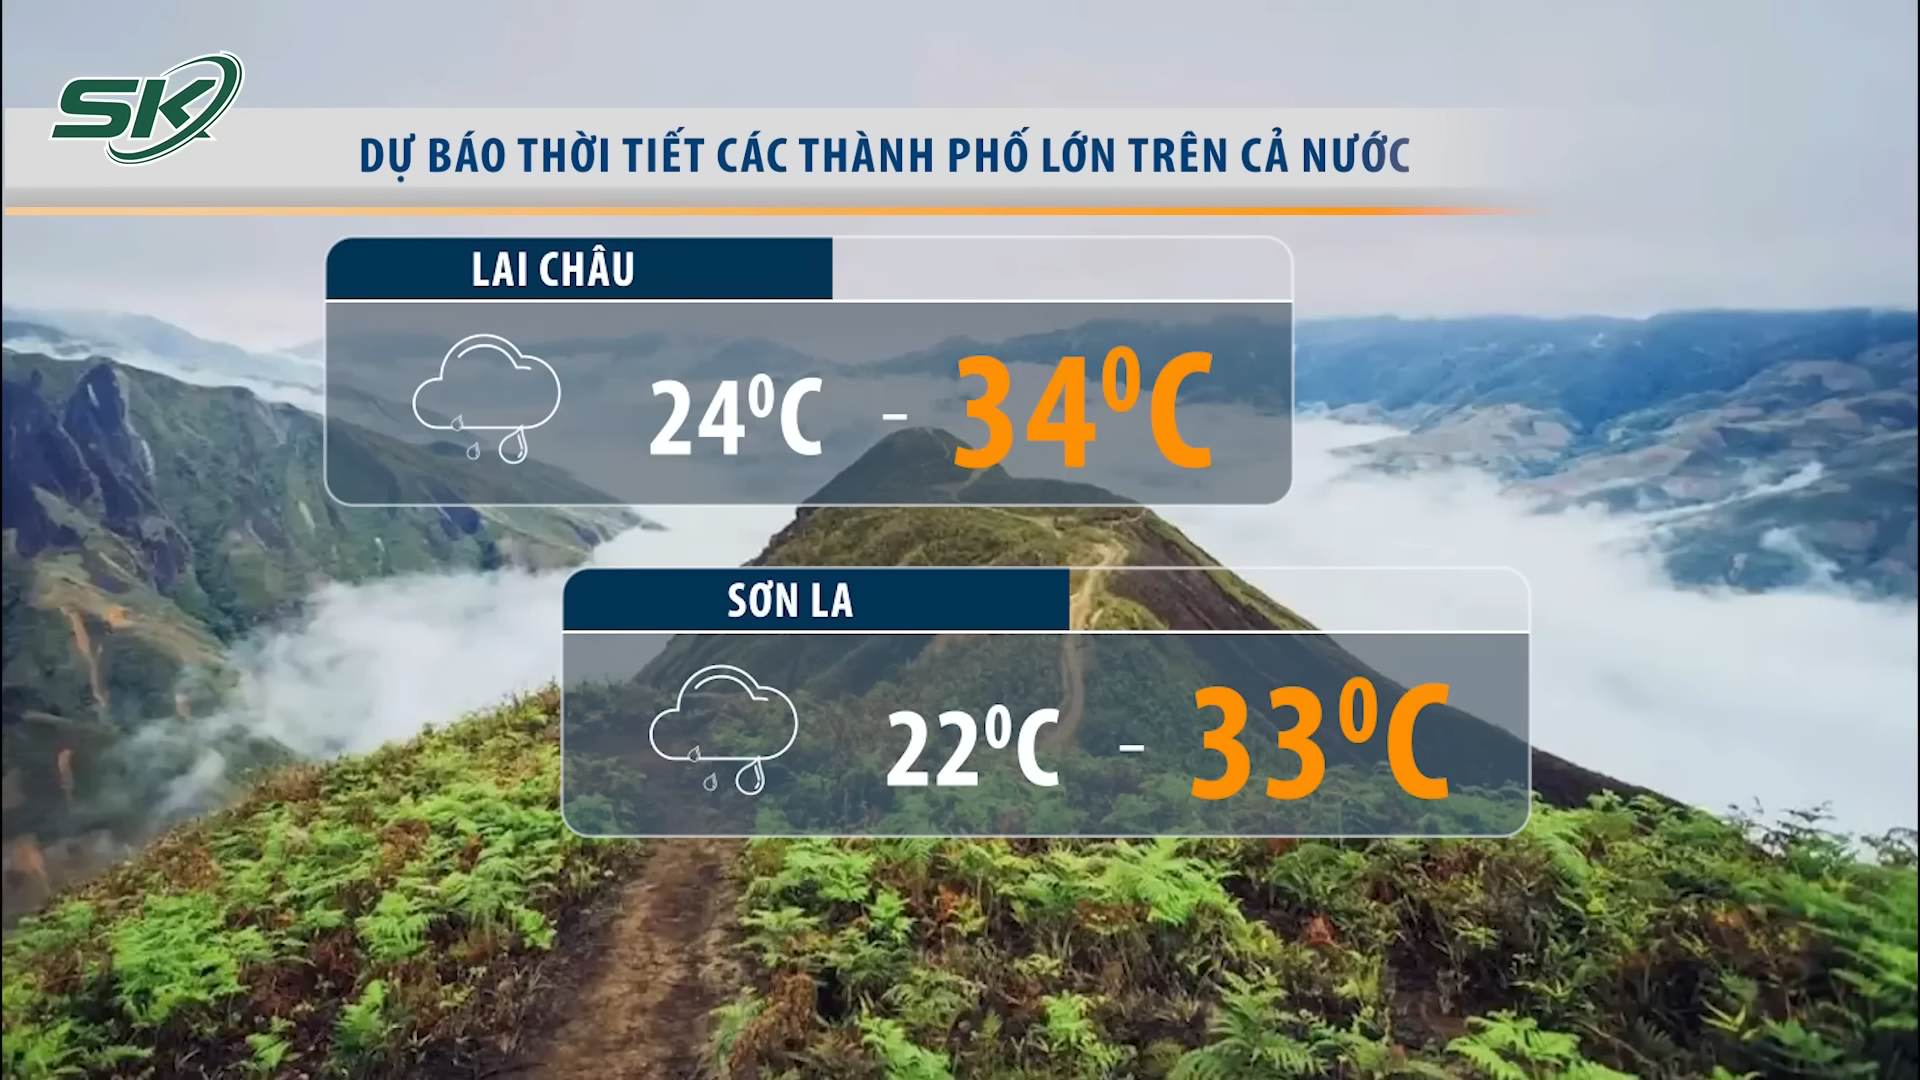 SK
DỰ BÁO THỜI TIẾT CÁC THÀNH PHỐ LỚN TRÊN CẢ NƯỚC
LAI CHÂU
24⁰C - 34⁰C
SƠN LA
22⁰C - 33⁰C